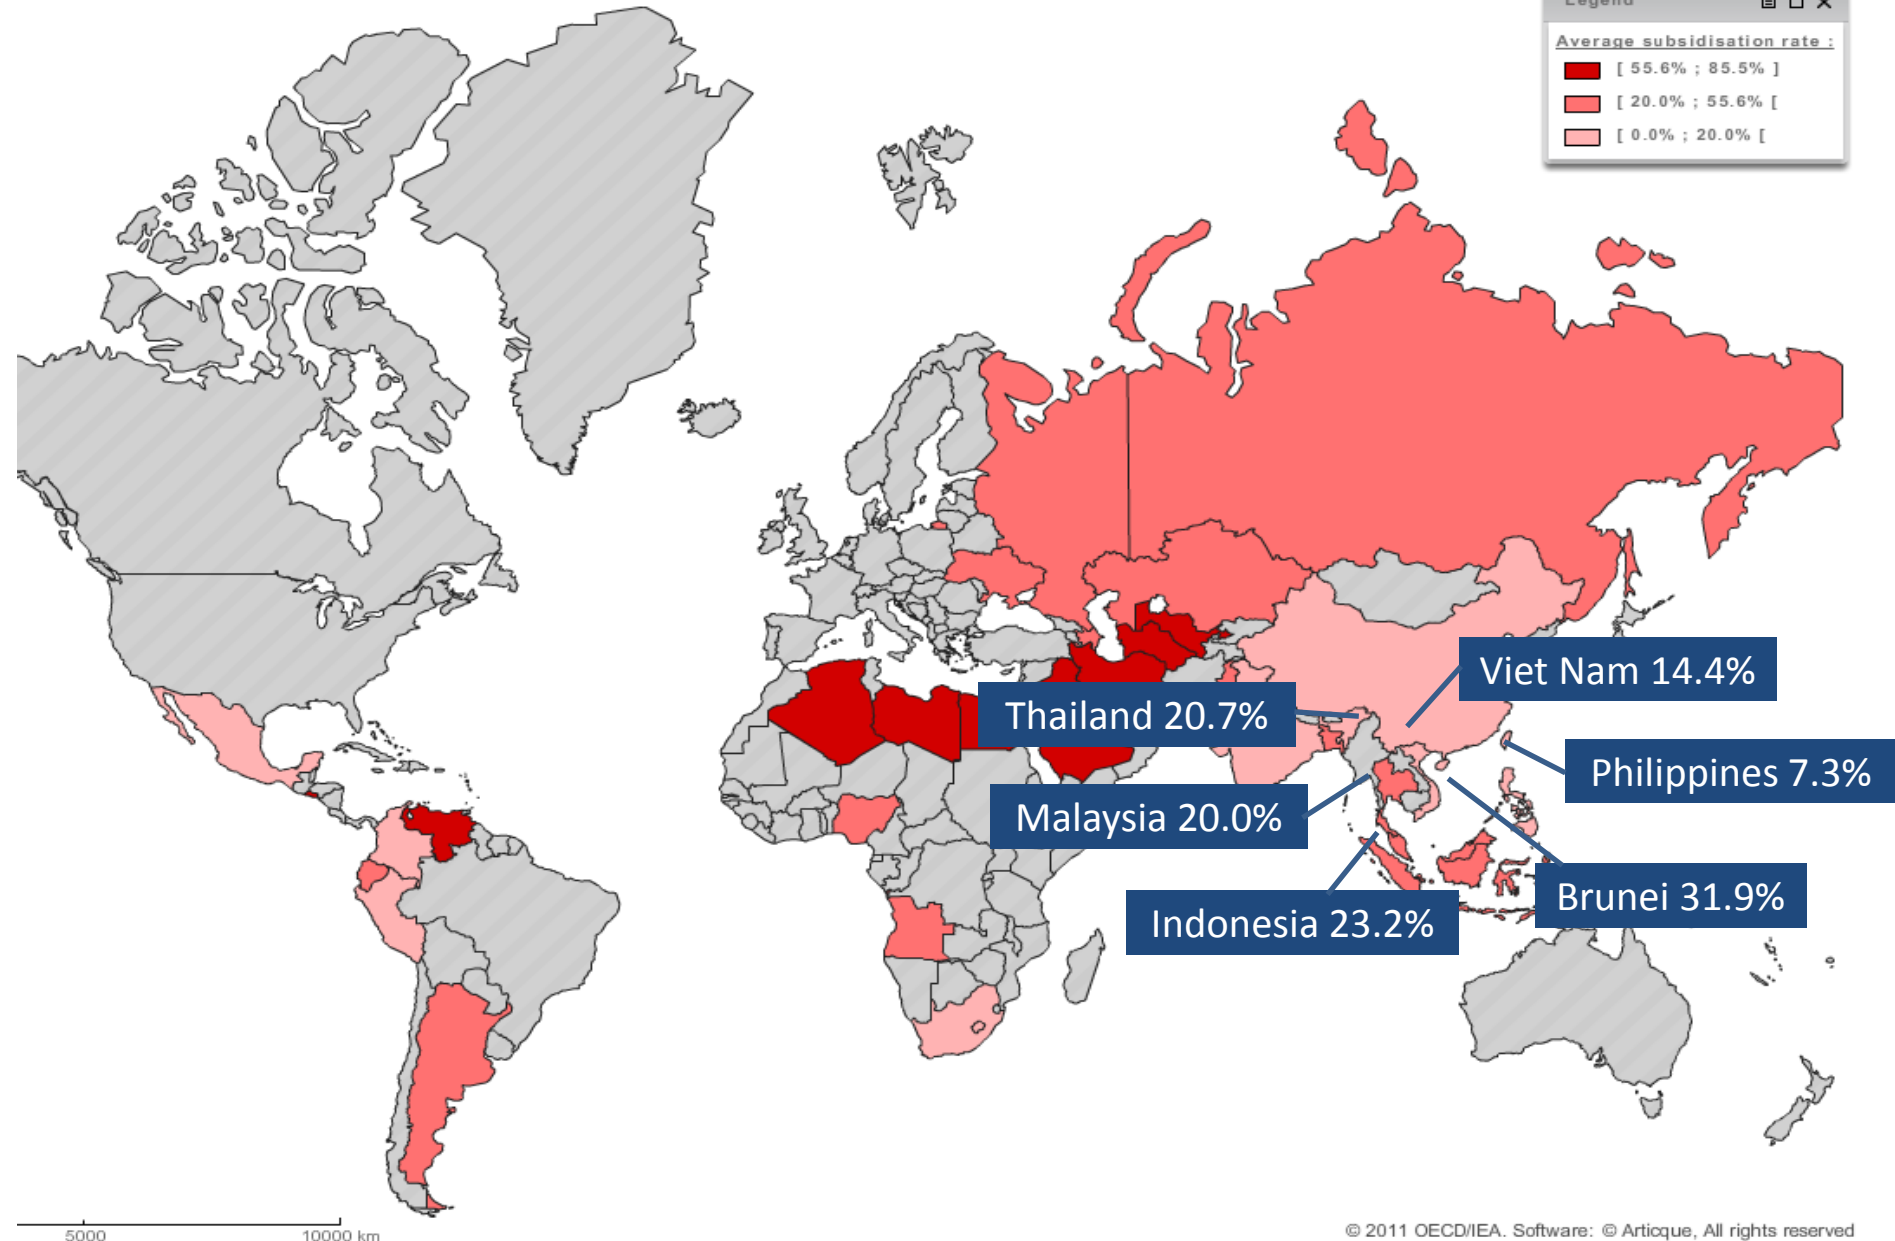 Legend
Average subsidisation rate :
[ 55.6% ; 85.5% ]
[ 20.0% ; 55.6% [
[ 0.0% ; 20.0% [
Viet Nam 14.4%
Thailand 20.7%
Philippines 7.3%
Malaysia 20.0%
Brunei 31.9%
Indonesia 23.2%
5000
10000 km
© 2011 OECD/IEA. Software: © Articque, All rights reserved